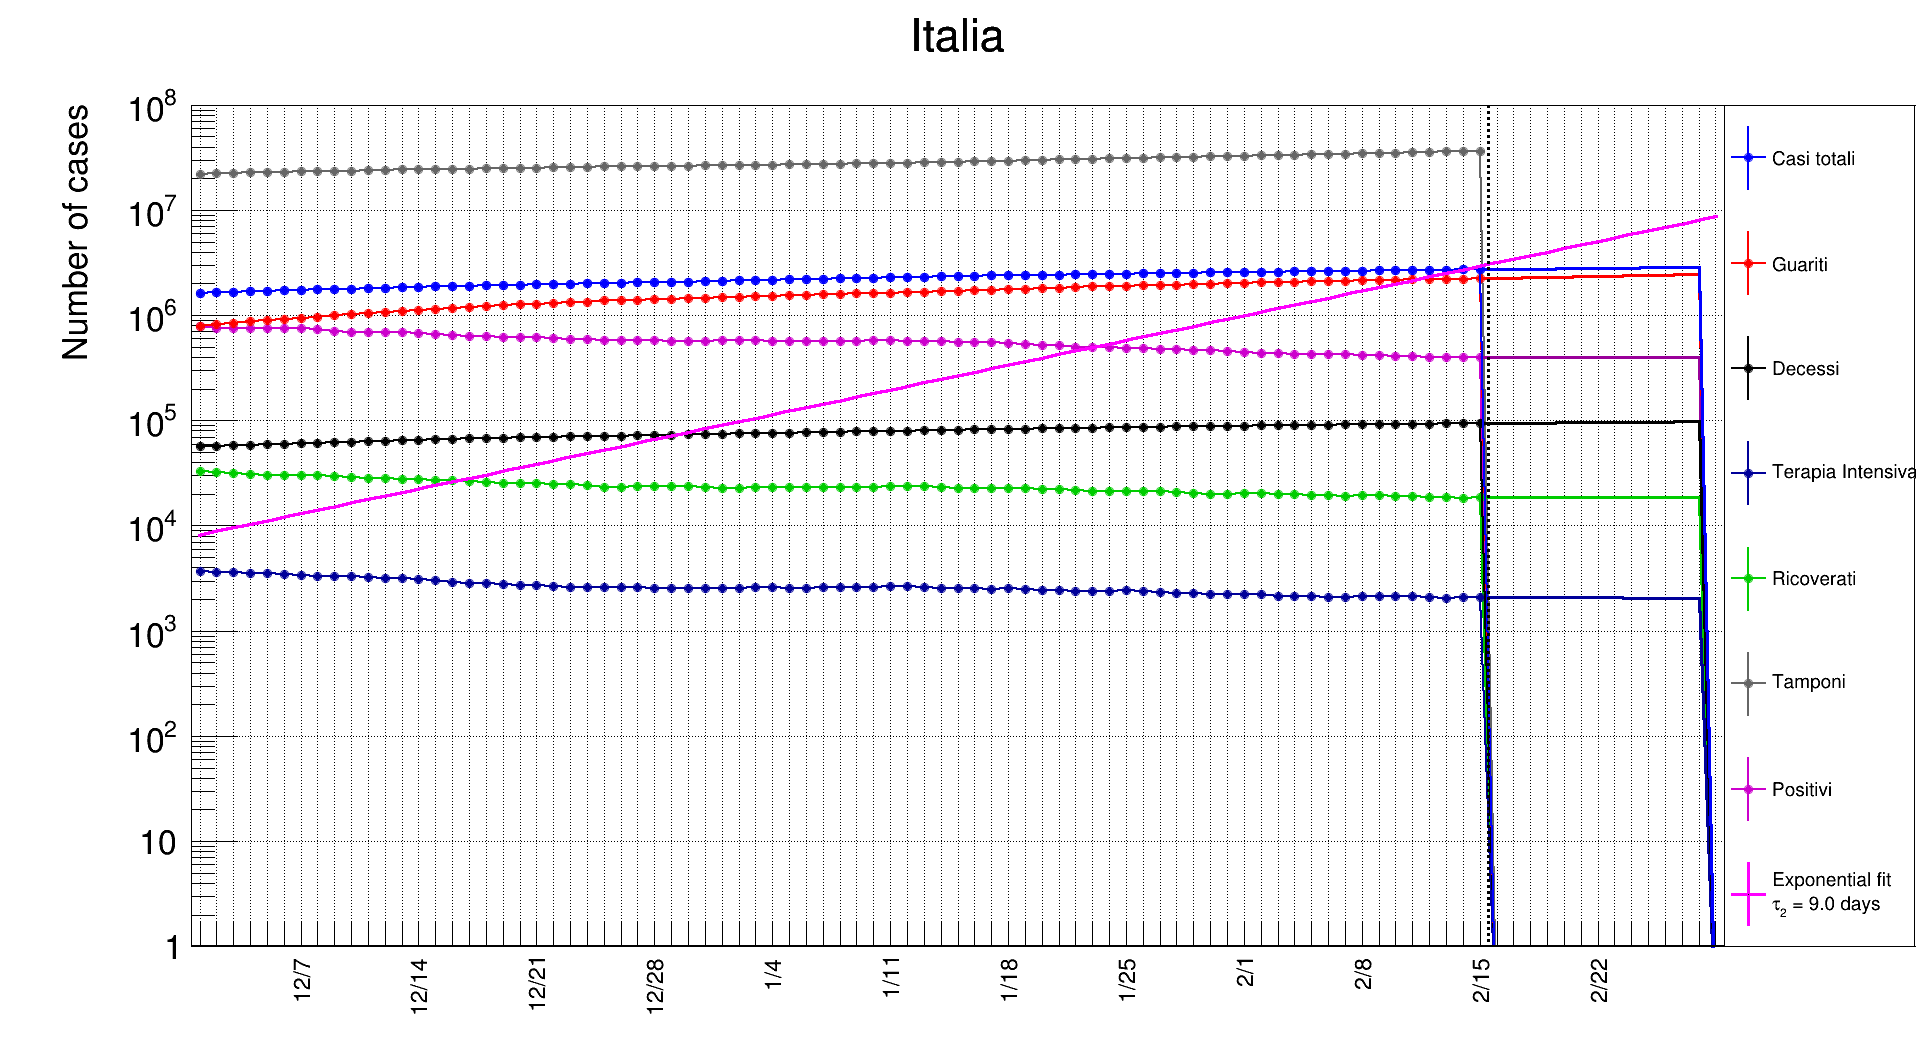 Italia
Number of cases
10^8
10^7
10^6
10^5
10^4
10^3
10^2
10
1
12/7
12/14
12/21
12/28
1/4
1/11
1/18
1/25
2/1
2/8
2/15
2/22
Casi totali
Guariti
Decessi
Terapia Intensiva
Ricoverati
Tamponi
Positivi
Exponential fit
τ_2 = 9.0 days